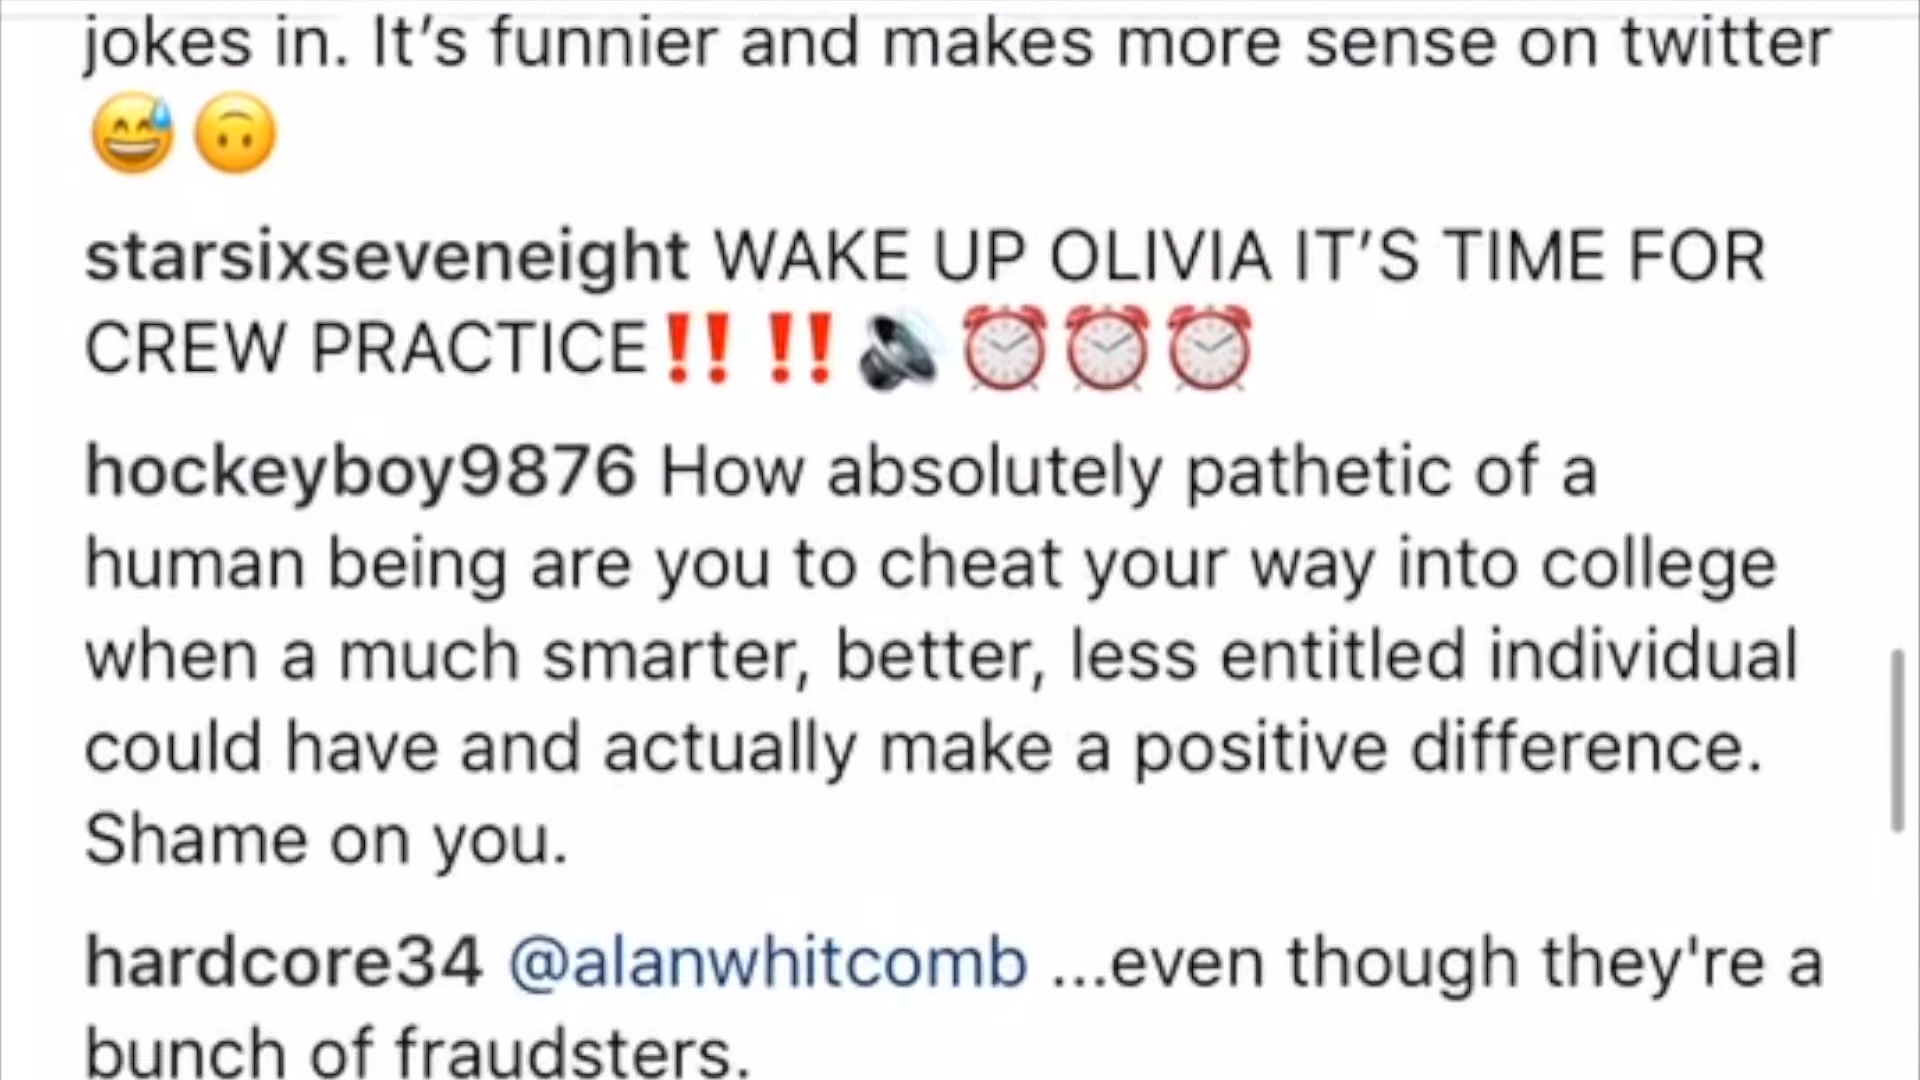 jokes in. It’s funnier and makes more sense on twitter
😅🙃
starsixseveneight WAKE UP OLIVIA IT’S TIME FOR
CREW PRACTICE‼️‼️🔊⏰⏰⏰
hockeyboy9876 How absolutely pathetic of a
human being are you to cheat your way into college
when a much smarter, better, less entitled individual
could have and actually make a positive difference.
Shame on you.
hardcore34 @alanwhitcomb ...even though they're a
bunch of fraudsters.